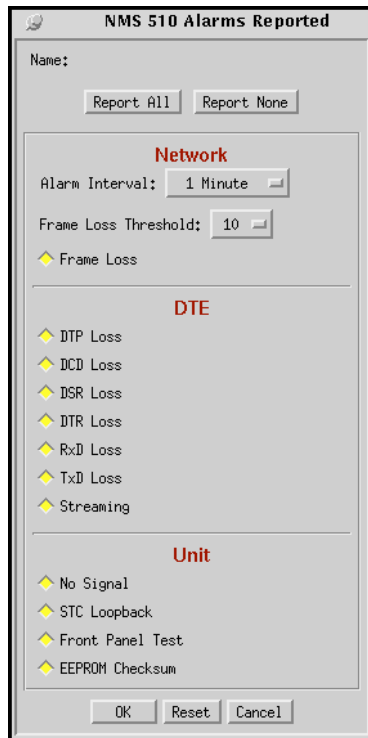 NMS 510 Alarms Reported
Name:
Report All Report None
Network
Alarm Interval: 1 Minute
Frame Loss Threshold: 10
Frame Loss
DTE
DTP Loss
DCD Loss
DSR Loss
DTR Loss
RxD Loss
TxD Loss
Streaming
Unit
No Signal
STC Loopback
Front Panel Test
EEPROM Checksum
OK Reset Cancel